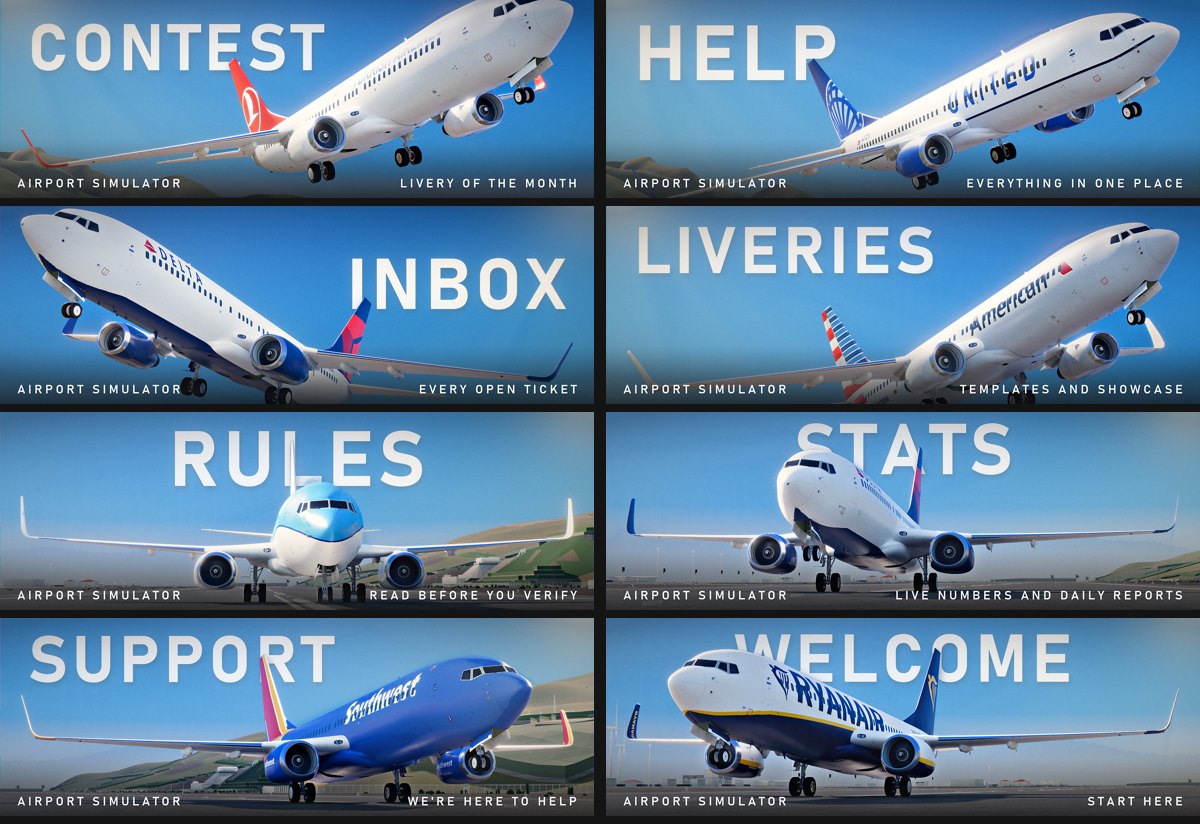 CONTEST
AIRPORT SIMULATOR
LIVERY OF THE MONTH
HELP
UNITED
AIRPORT SIMULATOR
EVERYTHING IN ONE PLACE
DELTA
INBOX
AIRPORT SIMULATOR
EVERY OPEN TICKET
LIVERIES
American
AIRPORT SIMULATOR
TEMPLATES AND SHOWCASE
RULES
AIRPORT SIMULATOR
READ BEFORE YOU VERIFY
STATS
AIRPORT SIMULATOR
LIVE NUMBERS AND DAILY REPORTS
SUPPORT
Southwest
AIRPORT SIMULATOR
WE'RE HERE TO HELP
WELCOME
RYANAIR
AIRPORT SIMULATOR
START HERE